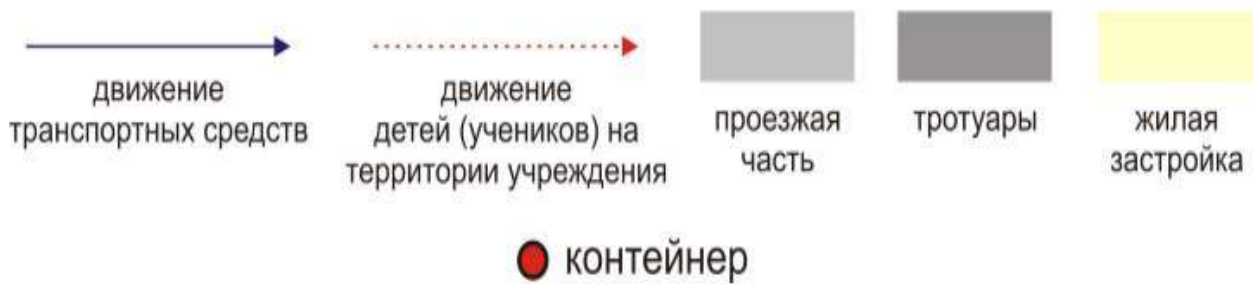 движение
транспортных средств
движение
детей (учеников) на
территории учреждения
проезжая
часть
тротуары
жилая
застройка
контейнер